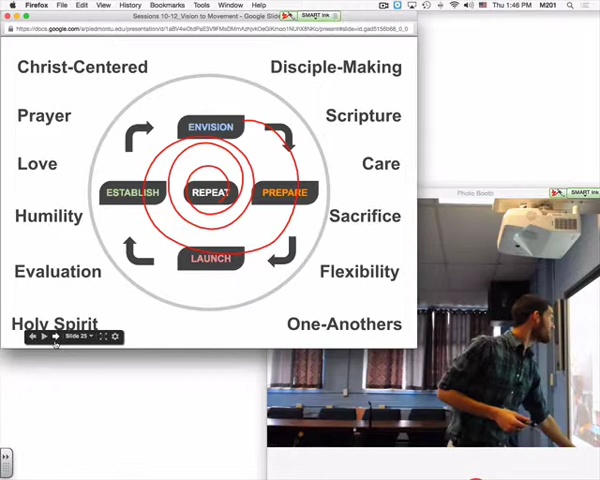 Firefox File Edit View History Bookmarks Tools Window Help Thu 1:46 PM M201
Sessions 10-12_Vision to Movement - Google Slid
SMART Ink
Christ-Centered Disciple-Making
Prayer ENVISION Scripture
Love Care
ESTABLISH REPEAT PREPARE
Humility Sacrifice
LAUNCH
Evaluation Flexibility
Holy Spirit One-Anothers
Slide 25
Photo Booth
SMART Ink